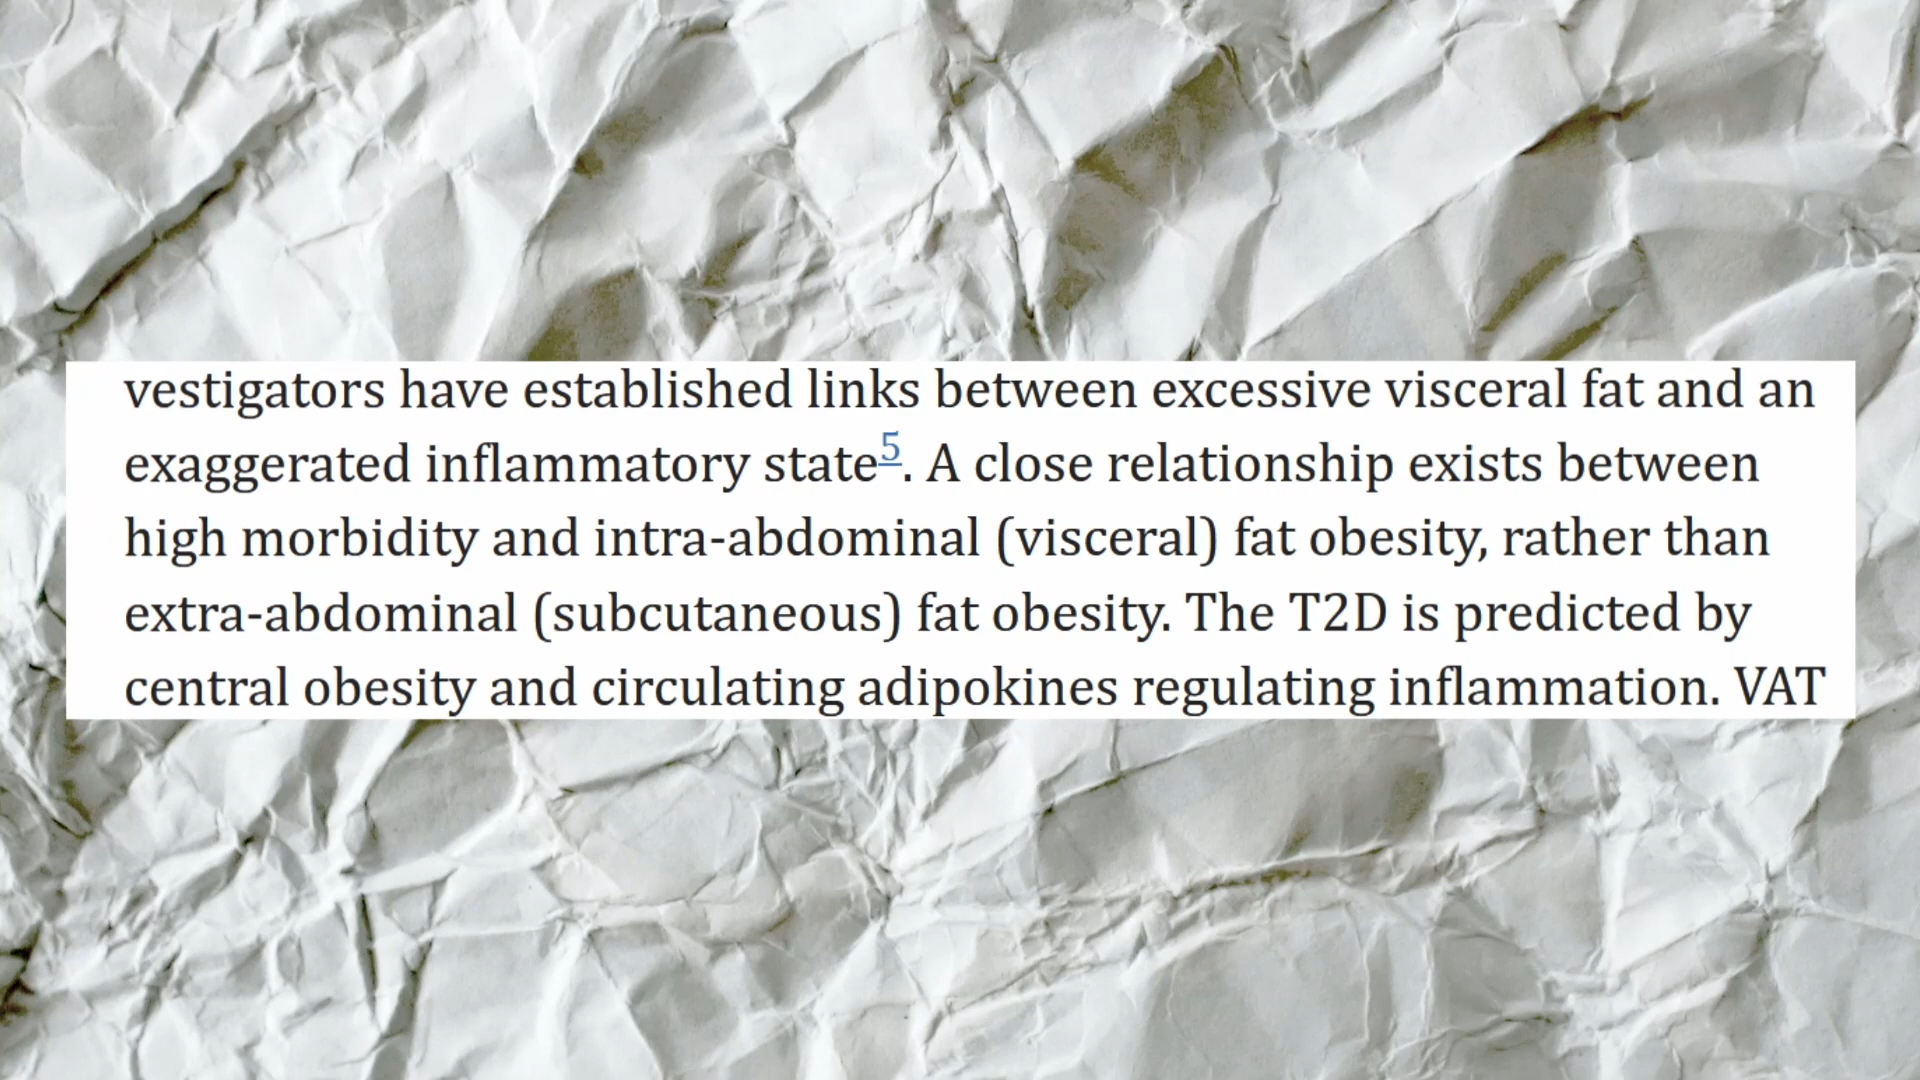 vestigators have established links between excessive visceral fat and an
exaggerated inflammatory state5. A close relationship exists between
high morbidity and intra-abdominal (visceral) fat obesity, rather than
extra-abdominal (subcutaneous) fat obesity. The T2D is predicted by
central obesity and circulating adipokines regulating inflammation. VAT